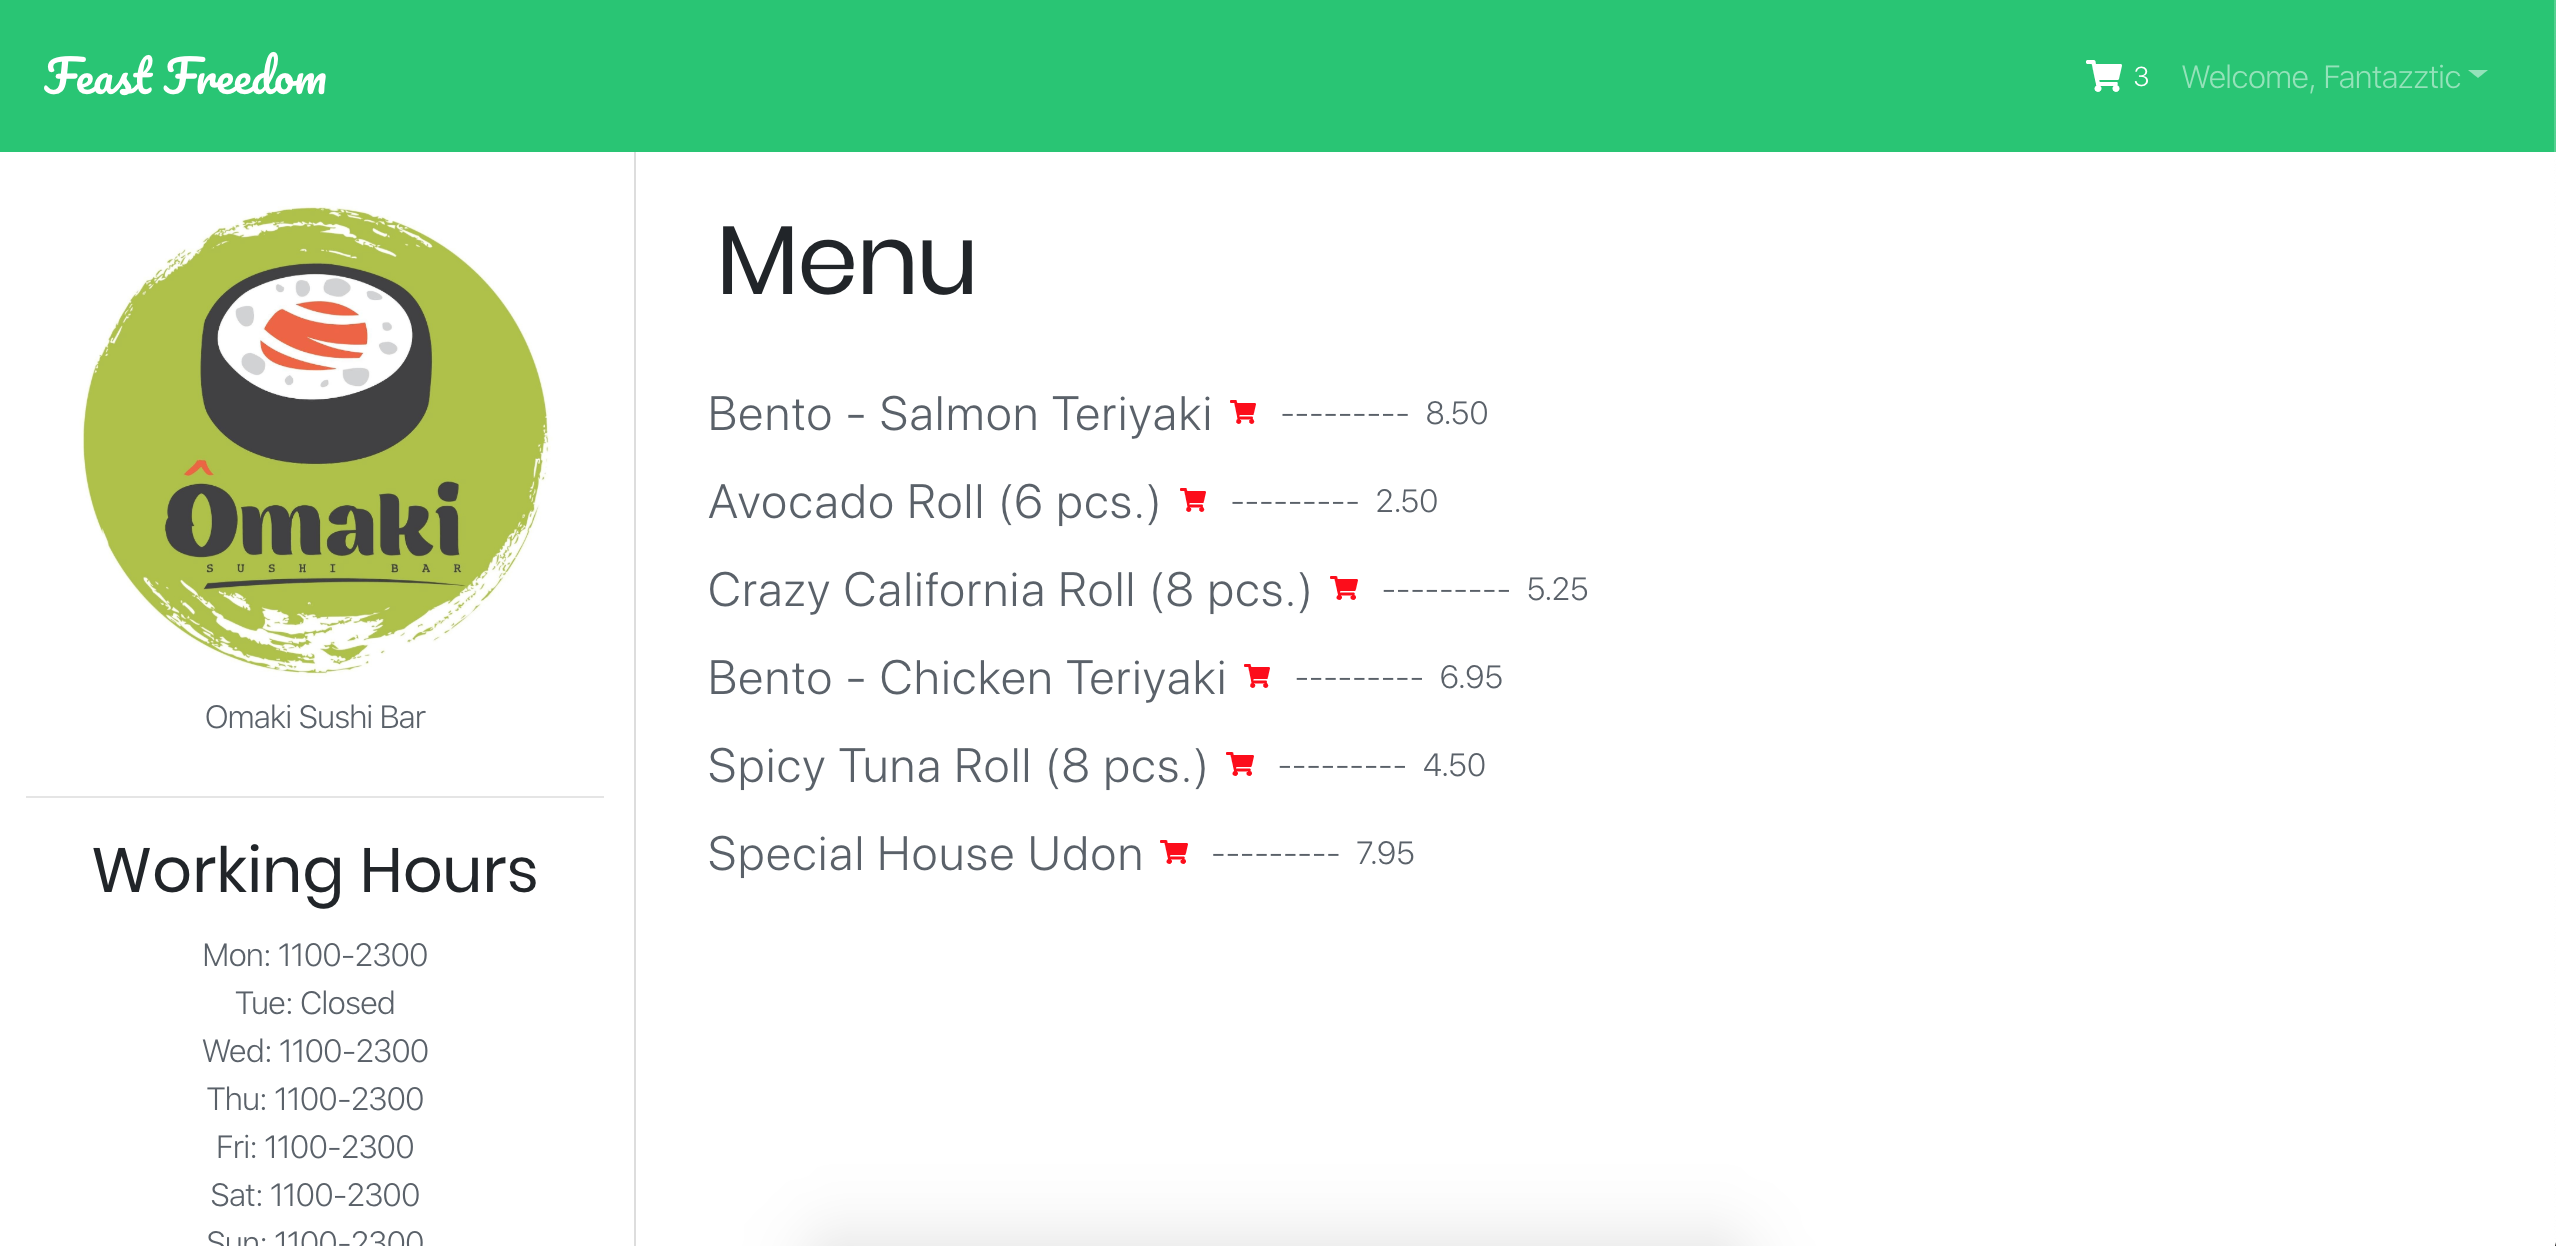 Feast Freedom
3 Welcome, Fantazztic
Ômaki
SUSHI BAR
Omaki Sushi Bar
Working Hours
Mon: 1100-2300
Tue: Closed
Wed: 1100-2300
Thu: 1100-2300
Fri: 1100-2300
Sat: 1100-2300
Sun: 1100-2300
Menu
Bento - Salmon Teriyaki --------- 8.50
Avocado Roll (6 pcs.) --------- 2.50
Crazy California Roll (8 pcs.) --------- 5.25
Bento - Chicken Teriyaki --------- 6.95
Spicy Tuna Roll (8 pcs.) --------- 4.50
Special House Udon --------- 7.95